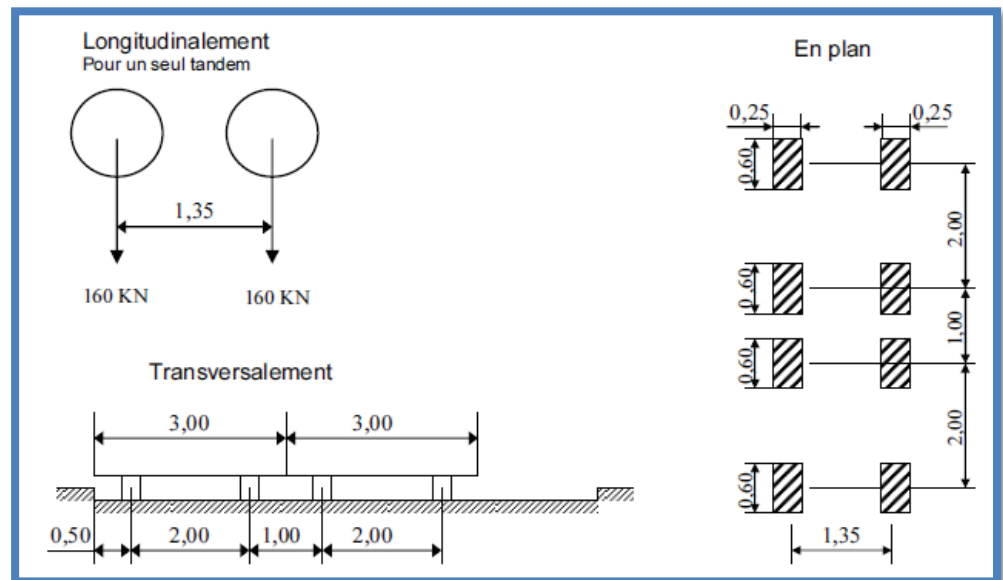 Longitudinalement
Pour un seul tandem
1,35
160 KN
160 KN
Transversalement
3,00
3,00
0,50
2,00
1,00
2,00
En plan
0,25
0,25
0,60
2,00
0,60
1,00
0,60
2,00
0,60
1,35